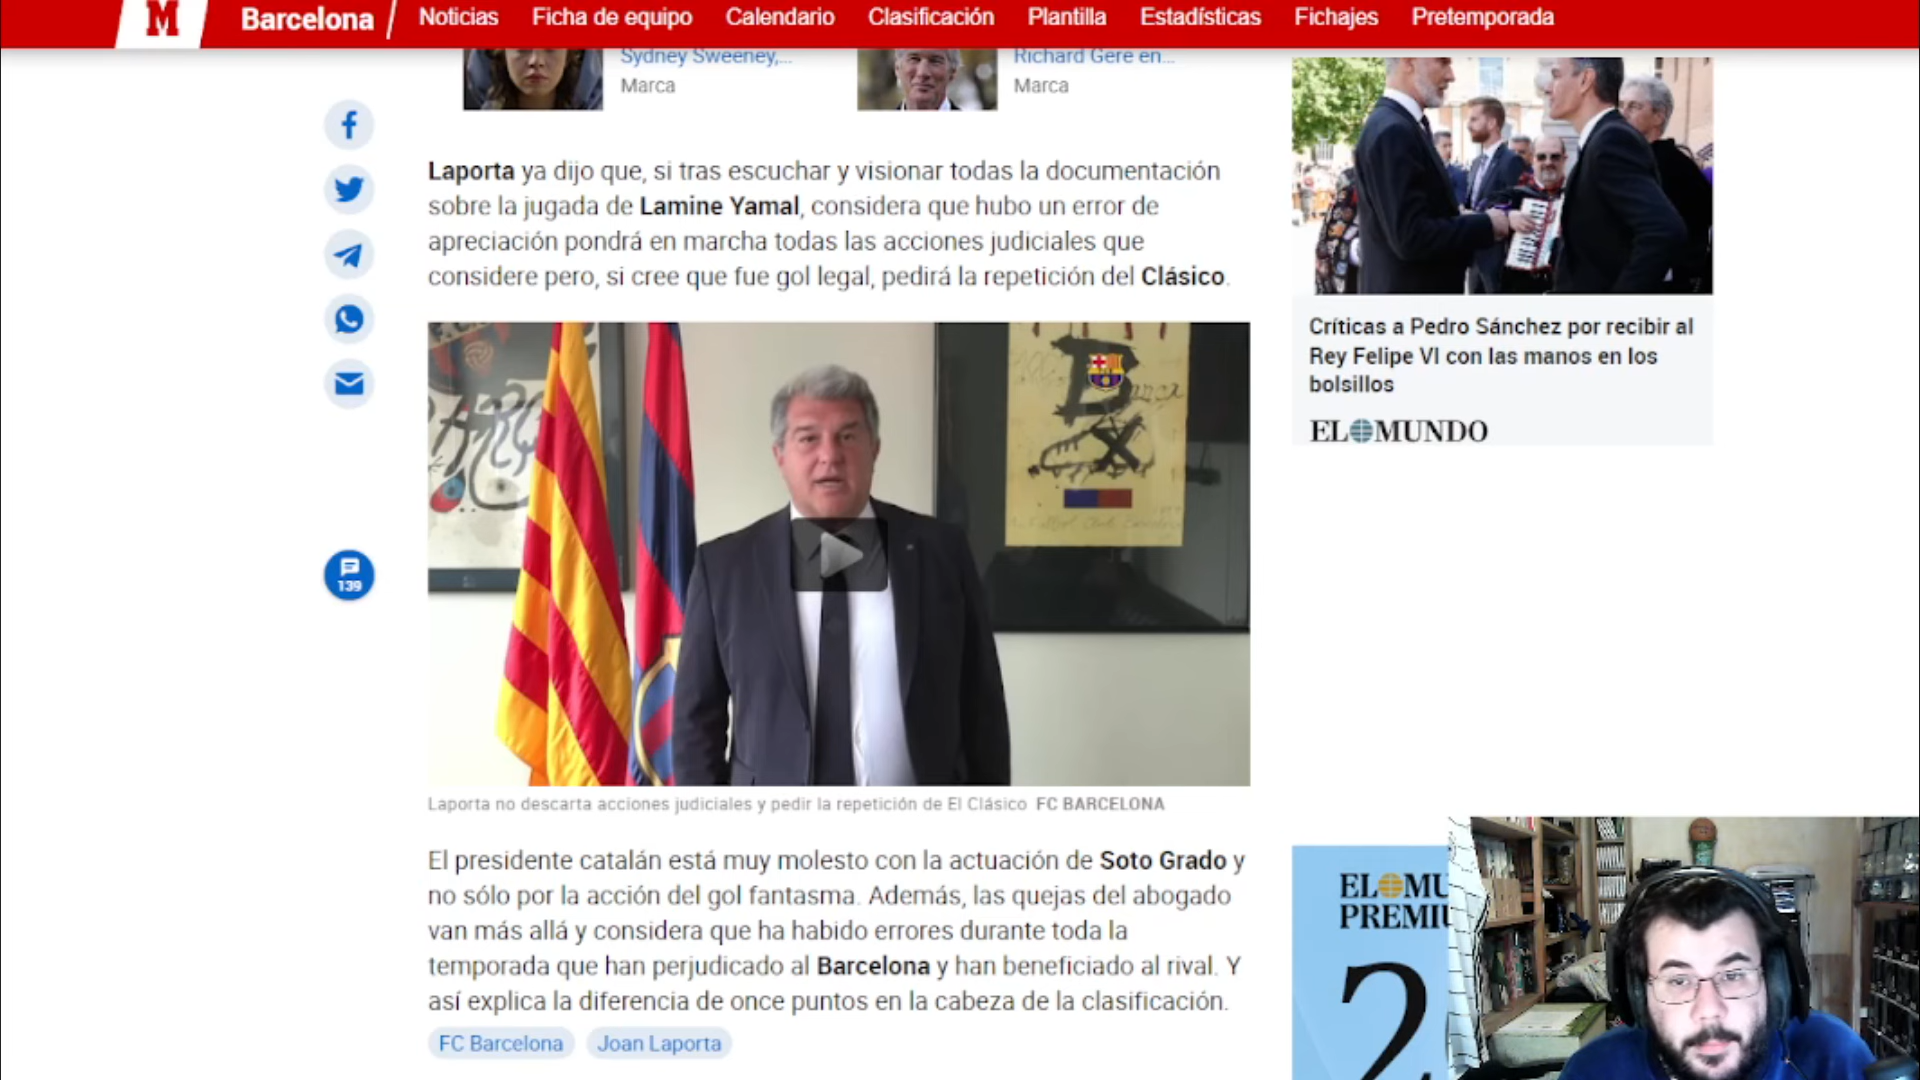 M Barcelona Noticias Ficha de equipo Calendario Clasificación Plantilla Estadísticas Fichajes Pretemporada
Sydney Sweeney,...
Marca
Richard Gere en...
Marca
Laporta ya dijo que, si tras escuchar y visionar todas la documentación
sobre la jugada de Lamine Yamal, considera que hubo un error de
apreciación pondrá en marcha todas las acciones judiciales que
considere pero, si cree que fue gol legal, pedirá la repetición del Clásico.
139
Laporta no descarta acciones judiciales y pedir la repetición de El Clásico FC BARCELONA
El presidente catalán está muy molesto con la actuación de Soto Grado y
no sólo por la acción del gol fantasma. Además, las quejas del abogado
van más allá y considera que ha habido errores durante toda la
temporada que han perjudicado al Barcelona y han beneficiado al rival. Y
así explica la diferencia de once puntos en la cabeza de la clasificación.
FC Barcelona
Joan Laporta
Críticas a Pedro Sánchez por recibir al
Rey Felipe VI con las manos en los
bolsillos
EL MUNDO
EL MU
PREMIU
2